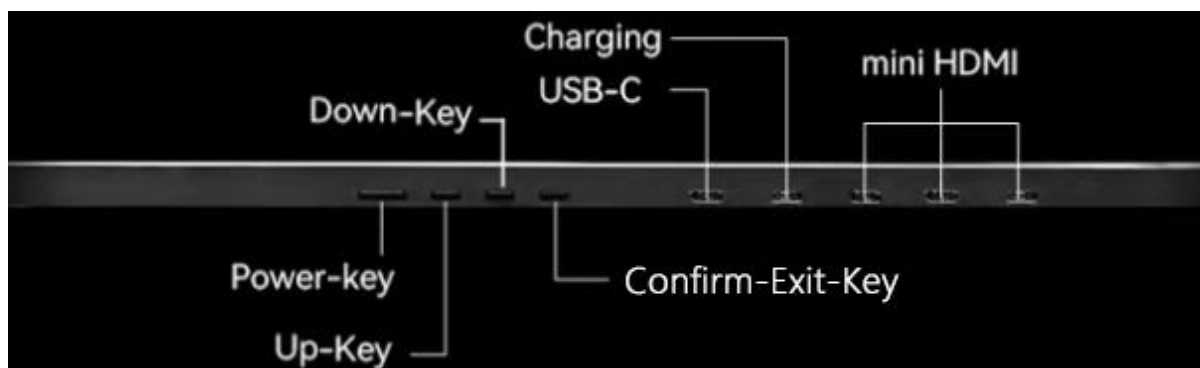 Charging
USB-C
mini HDMI
Down-Key
Power-key
Confirm-Exit-Key
Up-Key